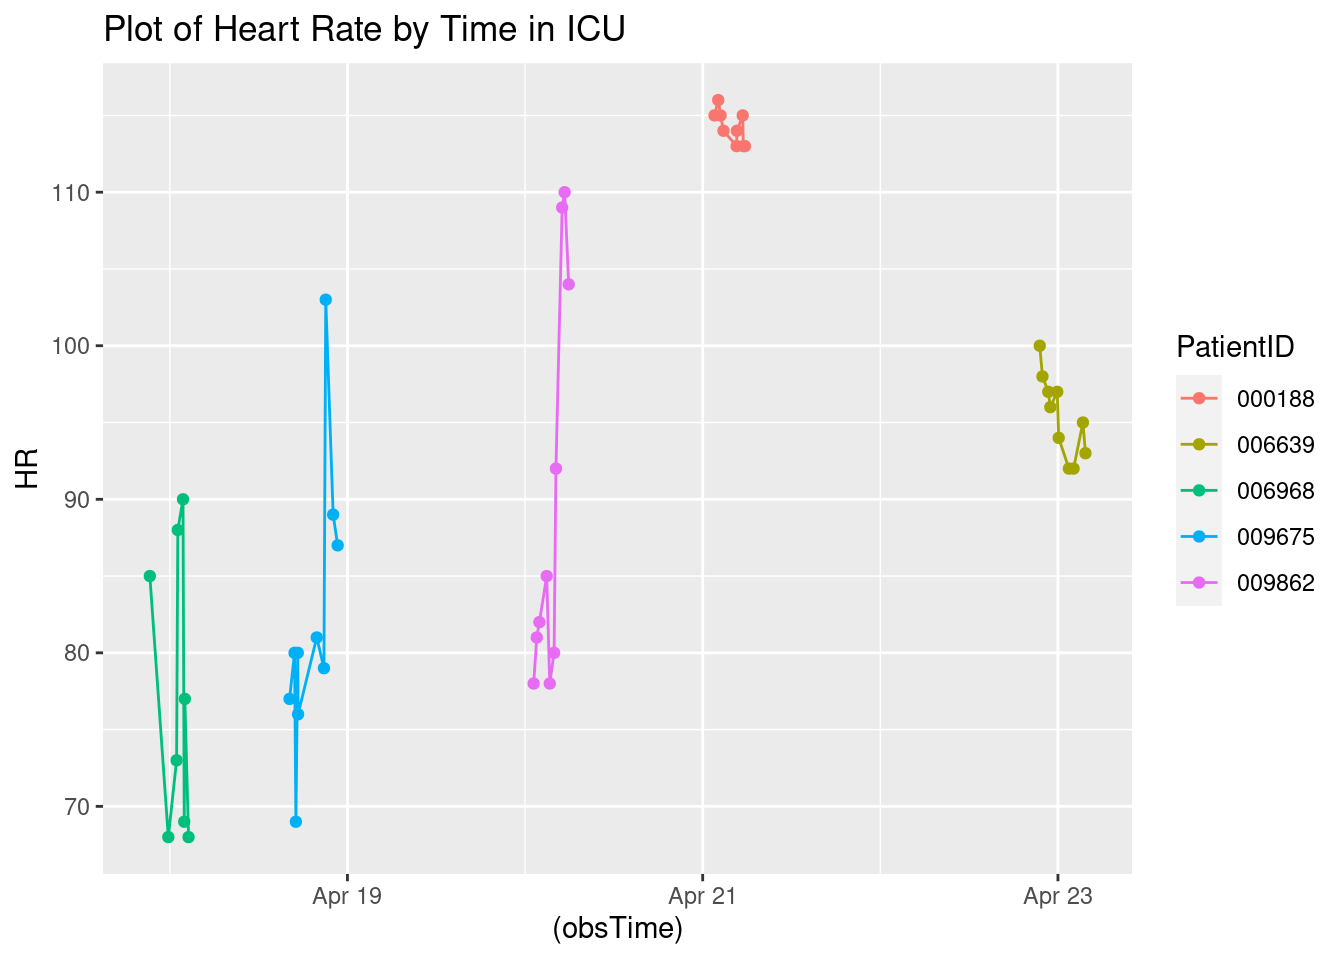 Plot of Heart Rate by Time in ICU
HR
110
100
90
80
70
Apr 19
Apr 21
Apr 23
(obsTime)
PatientID
000188
006639
006968
009675
009862